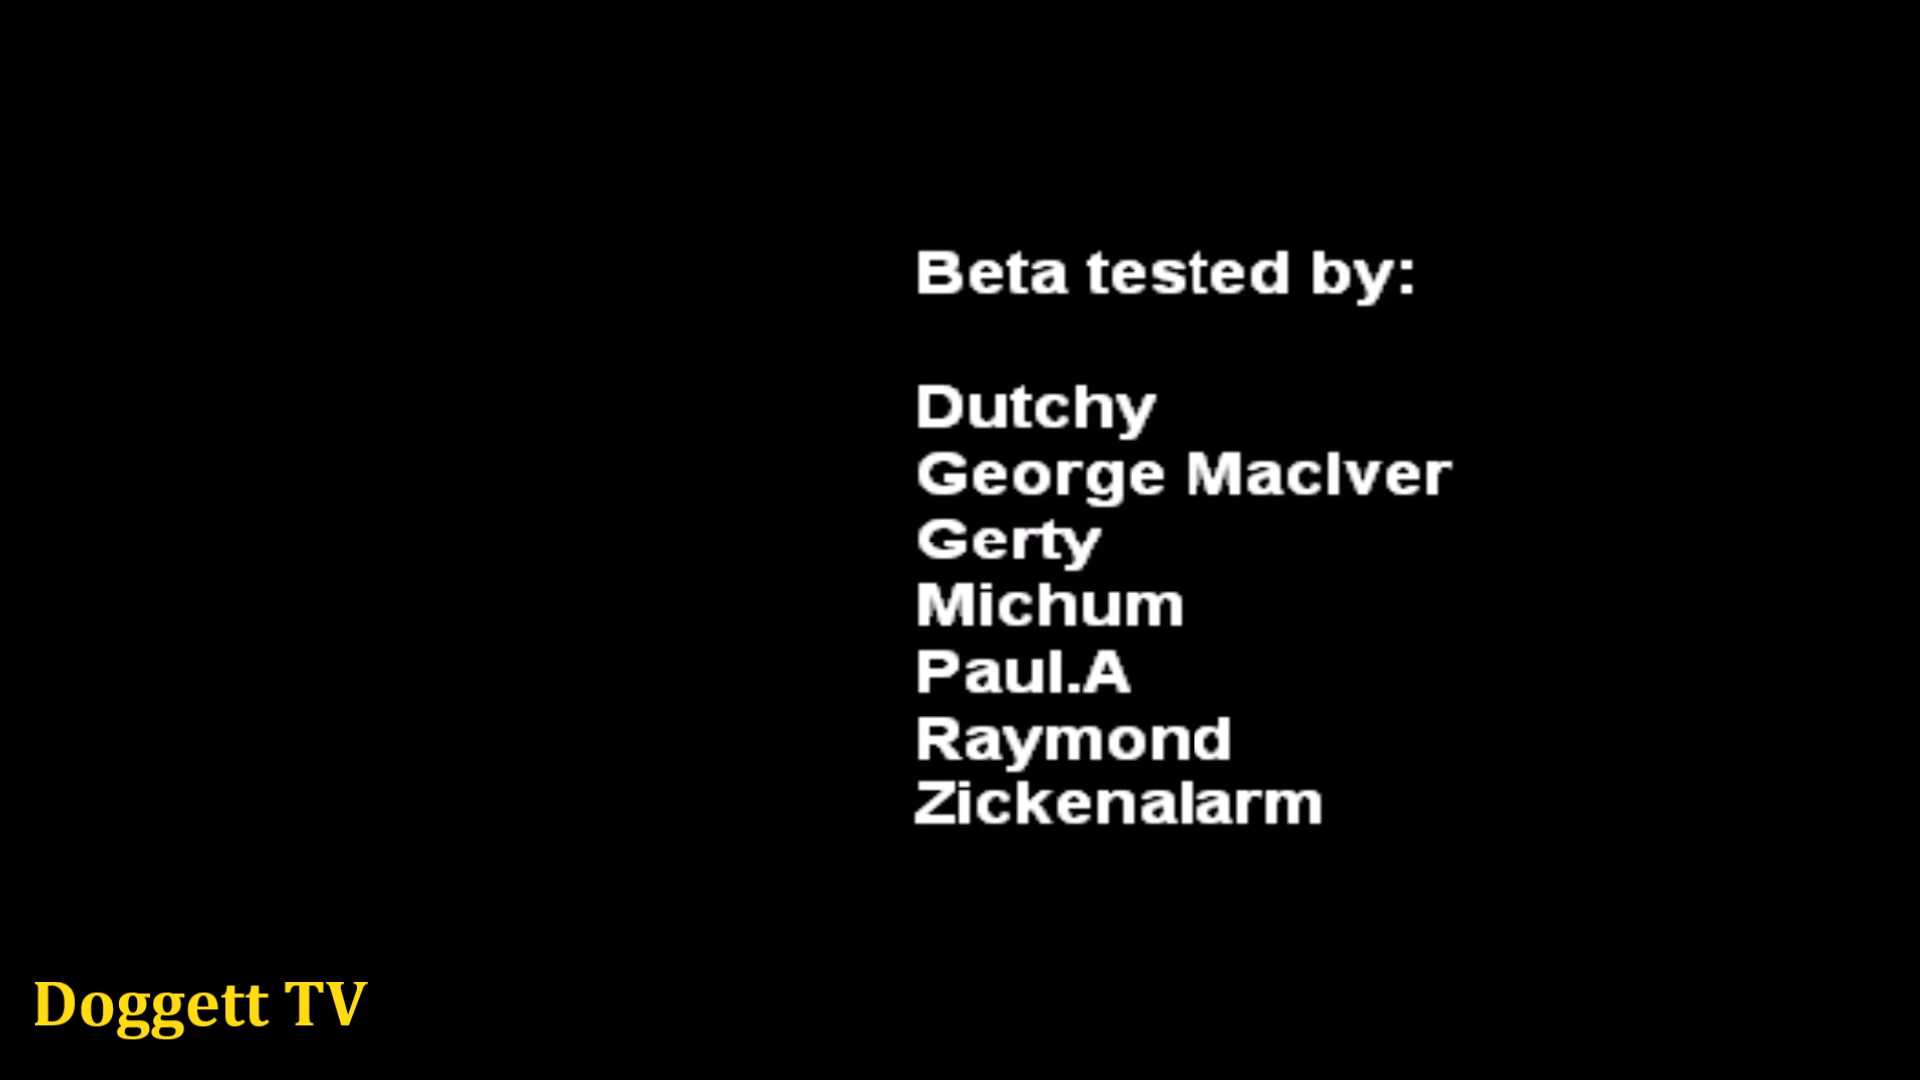 Beta tested by:
Dutchy
George MacIver
Gerty
Michum
Paul.A
Raymond
Zickenalarm
Doggett TV